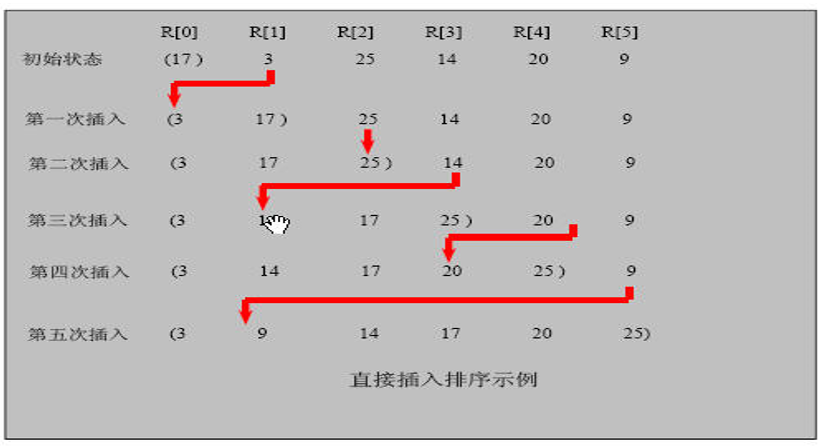 R[0] R[1] R[2] R[3] R[4] R[5]
初始状态 (17) 3 25 14 20 9
第一次插入 (3 17) 25 14 20 9
第二次插入 (3 17 25) 14 20 9
第三次插入 (3 17 25) 20 9
第四次插入 (3 14 17 20 25) 9
第五次插入 (3 9 14 17 20 25)
直接插入排序示例